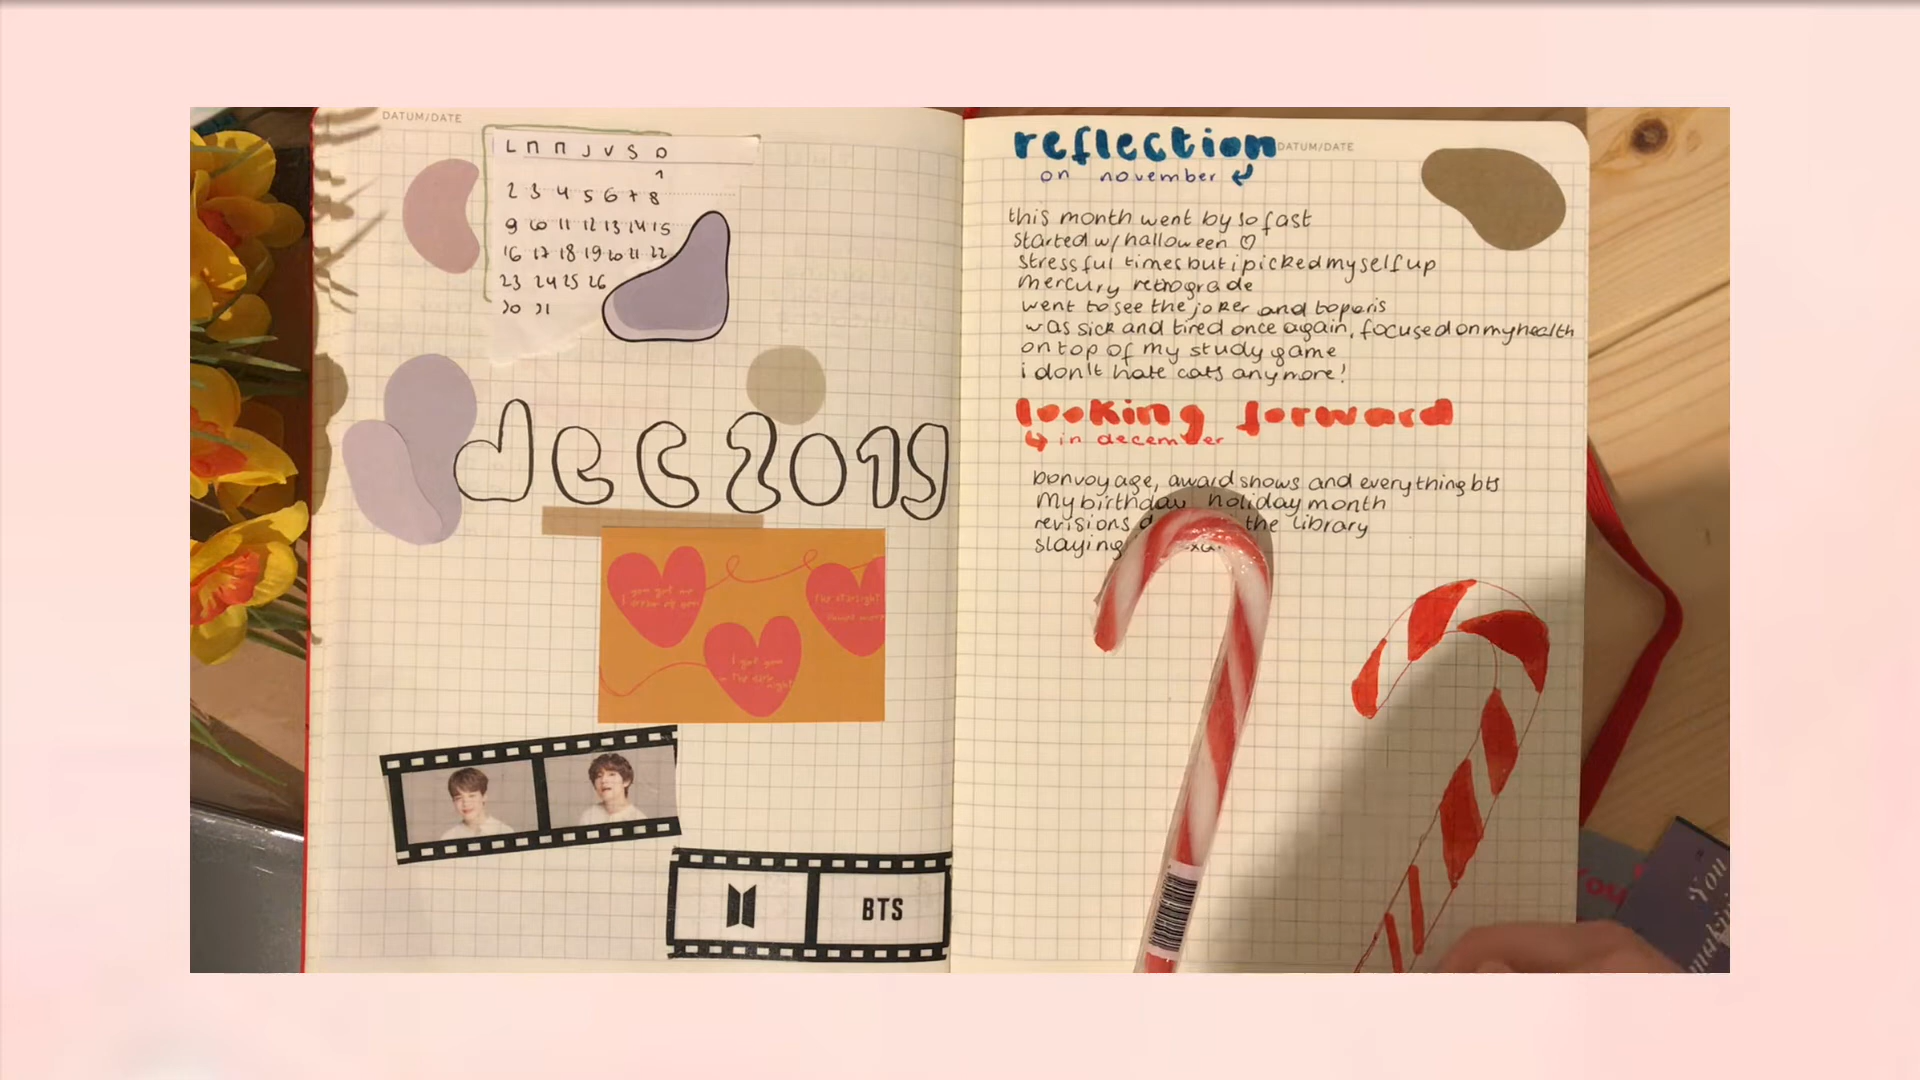 DATUM/DATE
L M M J V S D
1
2 3 4 5 6 7 8
9 10 11 12 13 14 15
16 17 18 19 20 21 22
23 24 25 26
30 31
dec 2019
I got you
BTS
DATUM/DATE
reflection
on november
this month went by so fast
started w/ halloween ♡
stressful times but i picked myself up
mercury retrograde
went to see the joker and to paris
was sick and tired once again, focused on my health
on top of my study game
i don't hate cats anymore!
looking forward
in december
bonvoyage, award shows and everything bts
my birthday holiday month
revisions the library
slaying
You